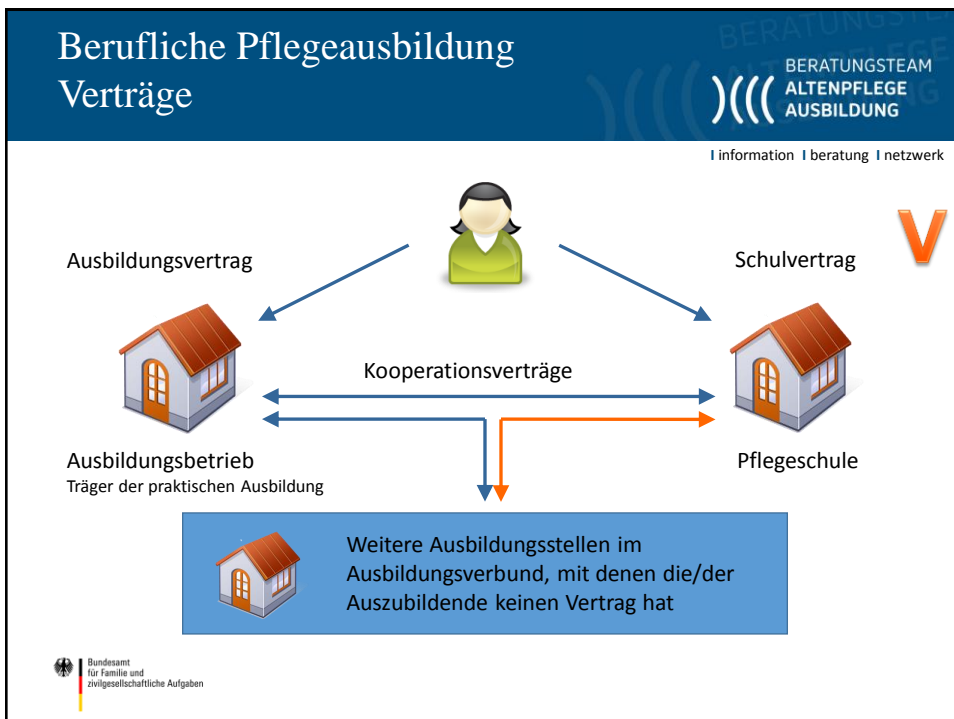 Berufliche Pflegeausbildung
Verträge
BERATUNGSTEAM
ALTENPFLEGE
AUSBILDUNG
information beratung netzwerk
V
Ausbildungsvertrag
Schulvertrag
Kooperationsverträge
Ausbildungsbetrieb
Träger der praktischen Ausbildung
Pflegeschule
Weitere Ausbildungsstellen im
Ausbildungsverbund, mit denen die/der
Auszubildende keinen Vertrag hat
Bundesamt
für Familie und
zivilgesellschaftliche Aufgaben